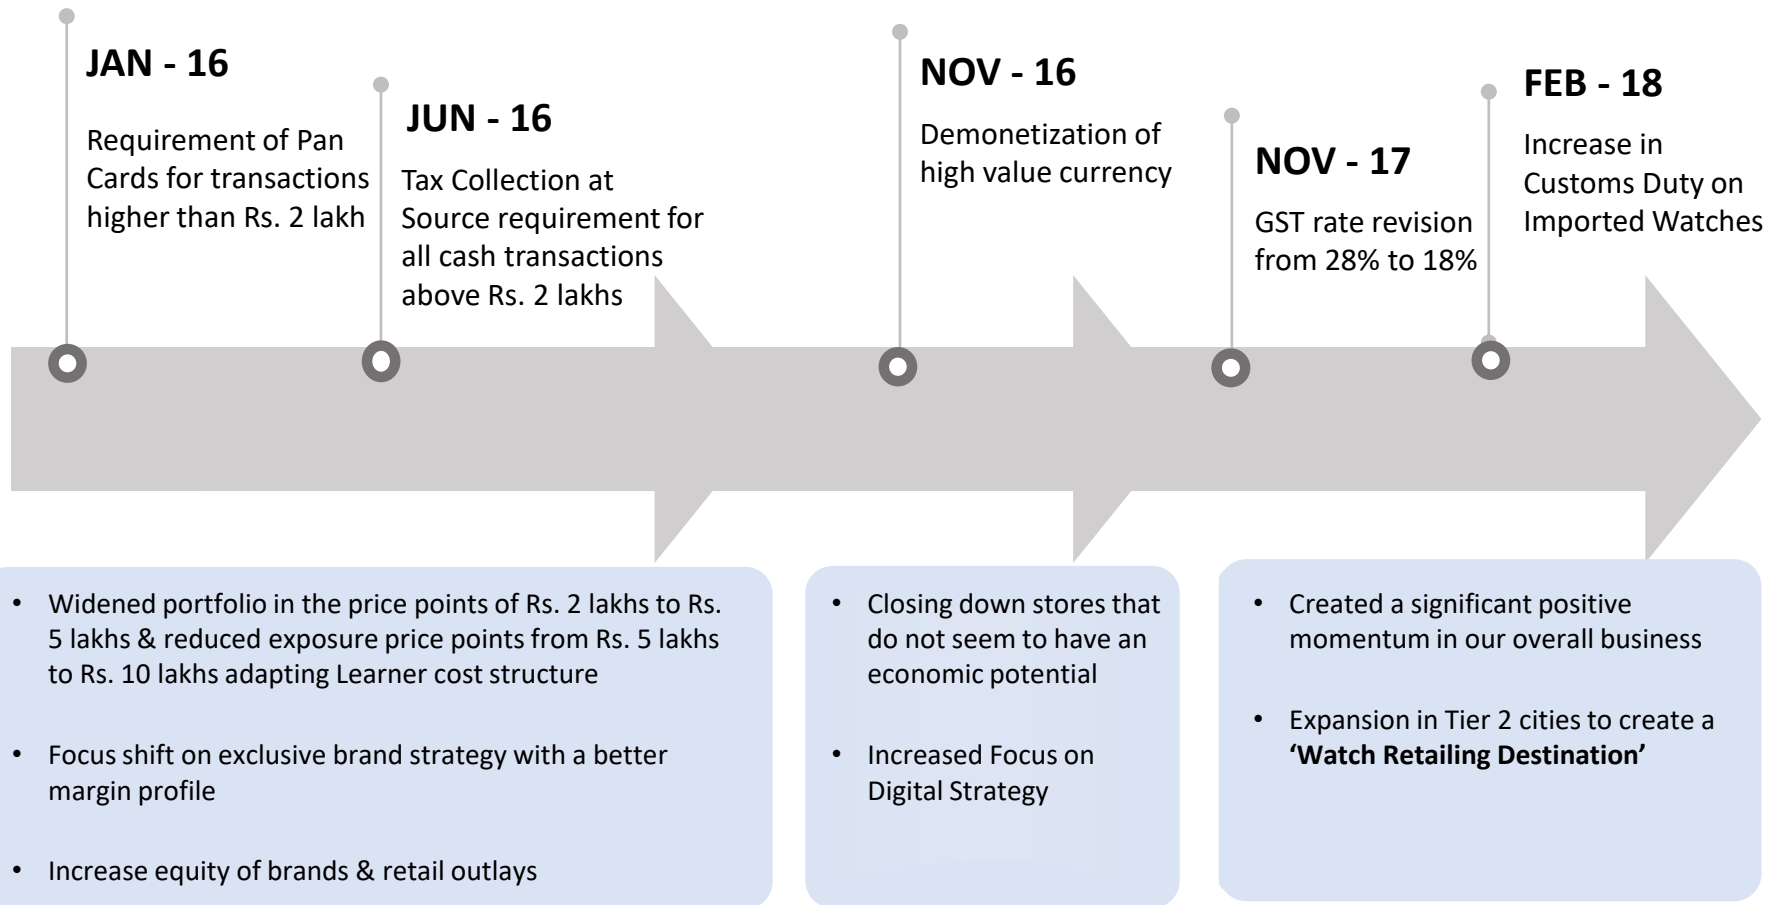 JAN - 16
Requirement of Pan
Cards for transactions
higher than Rs. 2 lakh
JUN - 16
Tax Collection at
Source requirement for
all cash transactions
above Rs. 2 lakhs
NOV - 16
Demonetization of
high value currency
NOV - 17
GST rate revision
from 28% to 18%
FEB - 18
Increase in
Customs Duty on
Imported Watches
• Widened portfolio in the price points of Rs. 2 lakhs to Rs.
5 lakhs & reduced exposure price points from Rs. 5 lakhs
to Rs. 10 lakhs adapting Learner cost structure
• Focus shift on exclusive brand strategy with a better
margin profile
• Increase equity of brands & retail outlays
• Closing down stores that
do not seem to have an
economic potential
• Increased Focus on
Digital Strategy
• Created a significant positive
momentum in our overall business
• Expansion in Tier 2 cities to create a
‘Watch Retailing Destination’